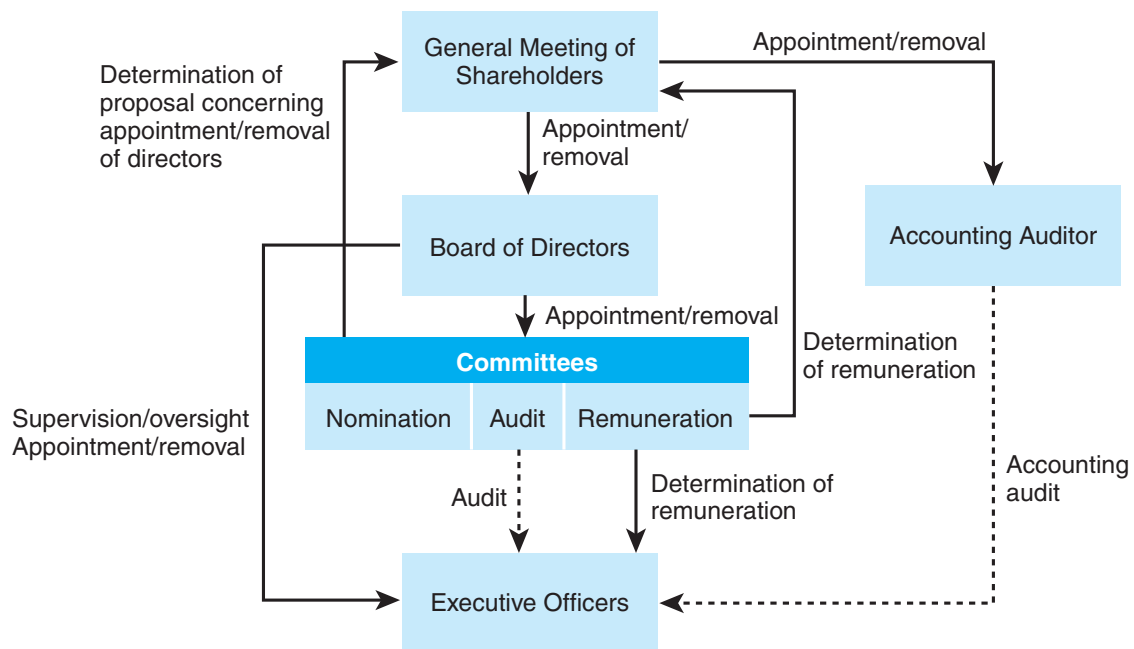 General Meeting of
Shareholders
Appointment/removal
Determination of
proposal concerning
appointment/removal
of directors
Appointment/
removal
Board of Directors
Accounting Auditor
Appointment/removal
Determination
of remuneration
Committees
Nomination
Audit
Remuneration
Supervision/oversight
Appointment/removal
Audit
Determination of
remuneration
Accounting
audit
Executive Officers